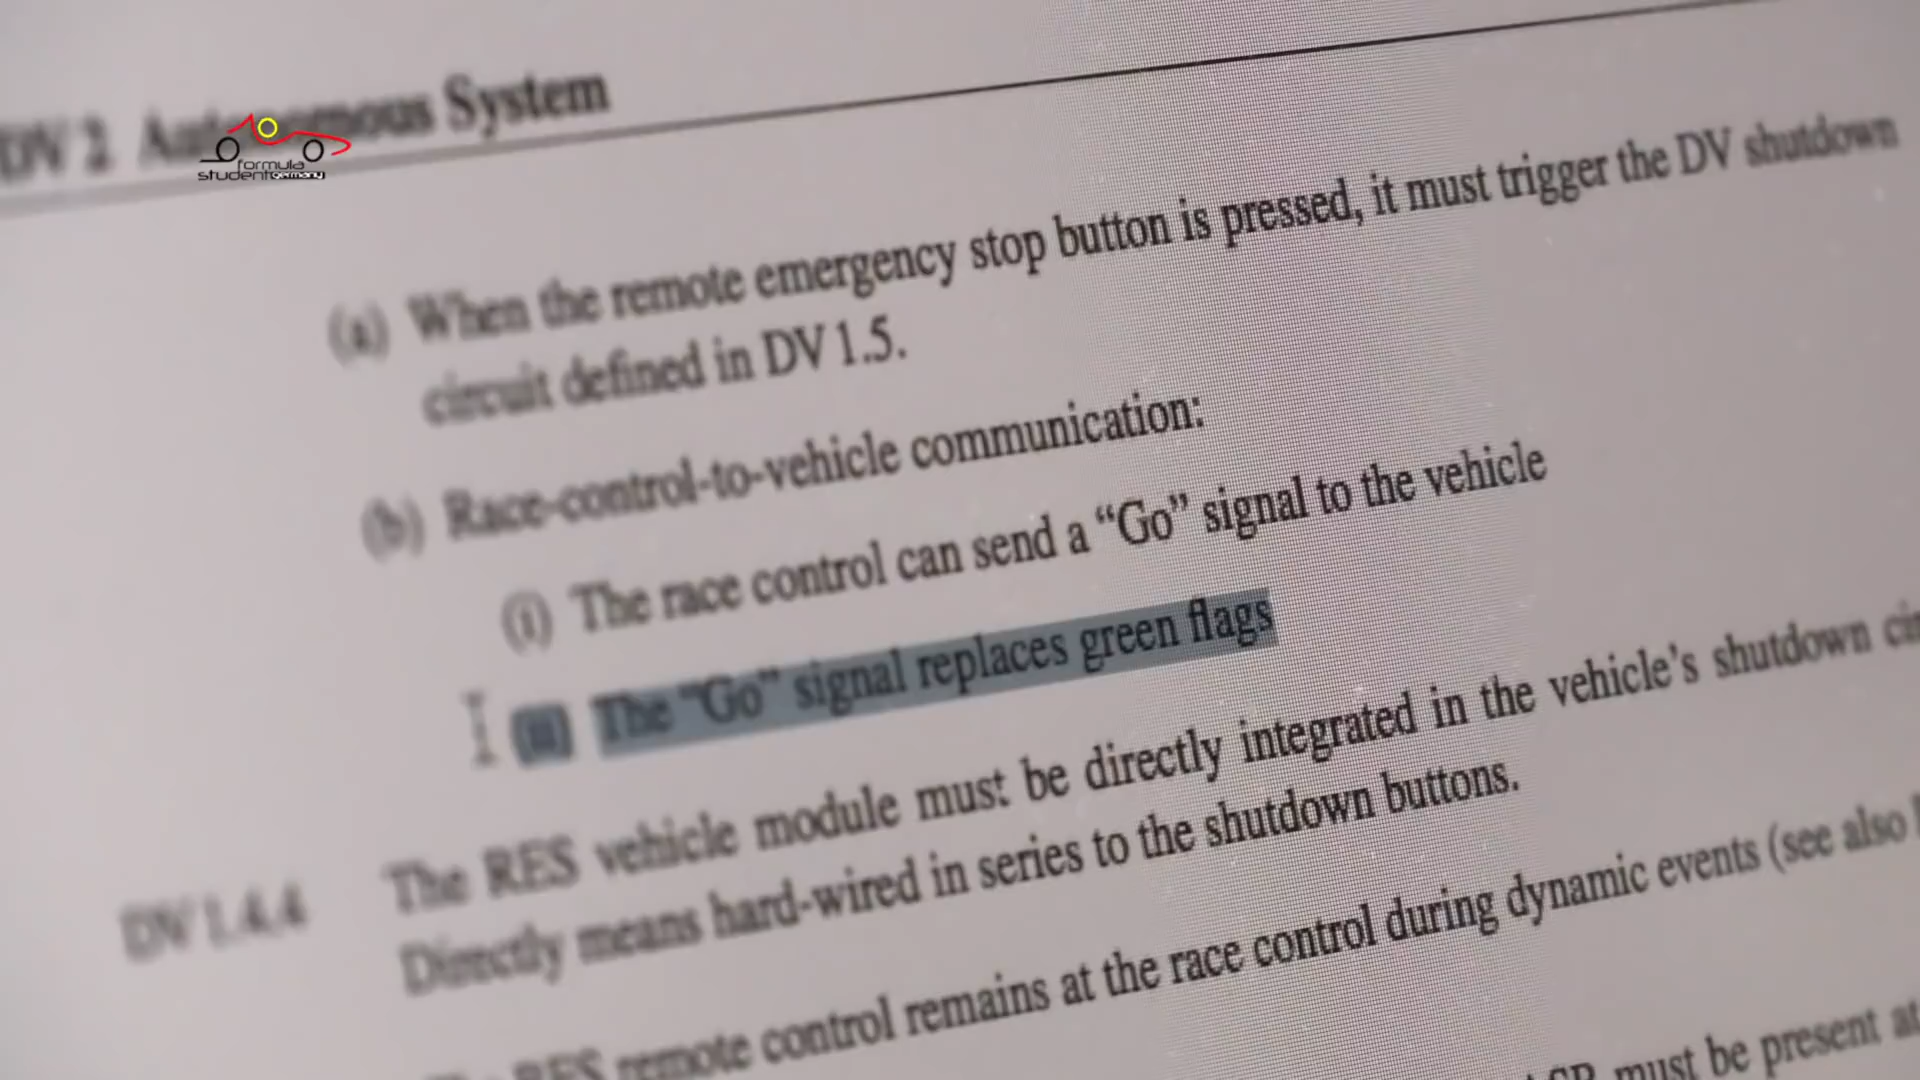 DV 2 Autonomous System
formula
student germany
(a) When the remote emergency stop button is pressed, it must trigger the DV shutdown
circuit defined in DV 1.5.
(b) Race-control-to-vehicle communication:
(i) The race control can send a “Go” signal to the vehicle
(ii) The “Go” signal replaces green flags
DV 1.4.4 The RES vehicle module must be directly integrated in the vehicle’s shutdown
Directly means hard-wired in series to the shutdown buttons.
RES remote control remains at the race control during dynamic events (see also
must be present at